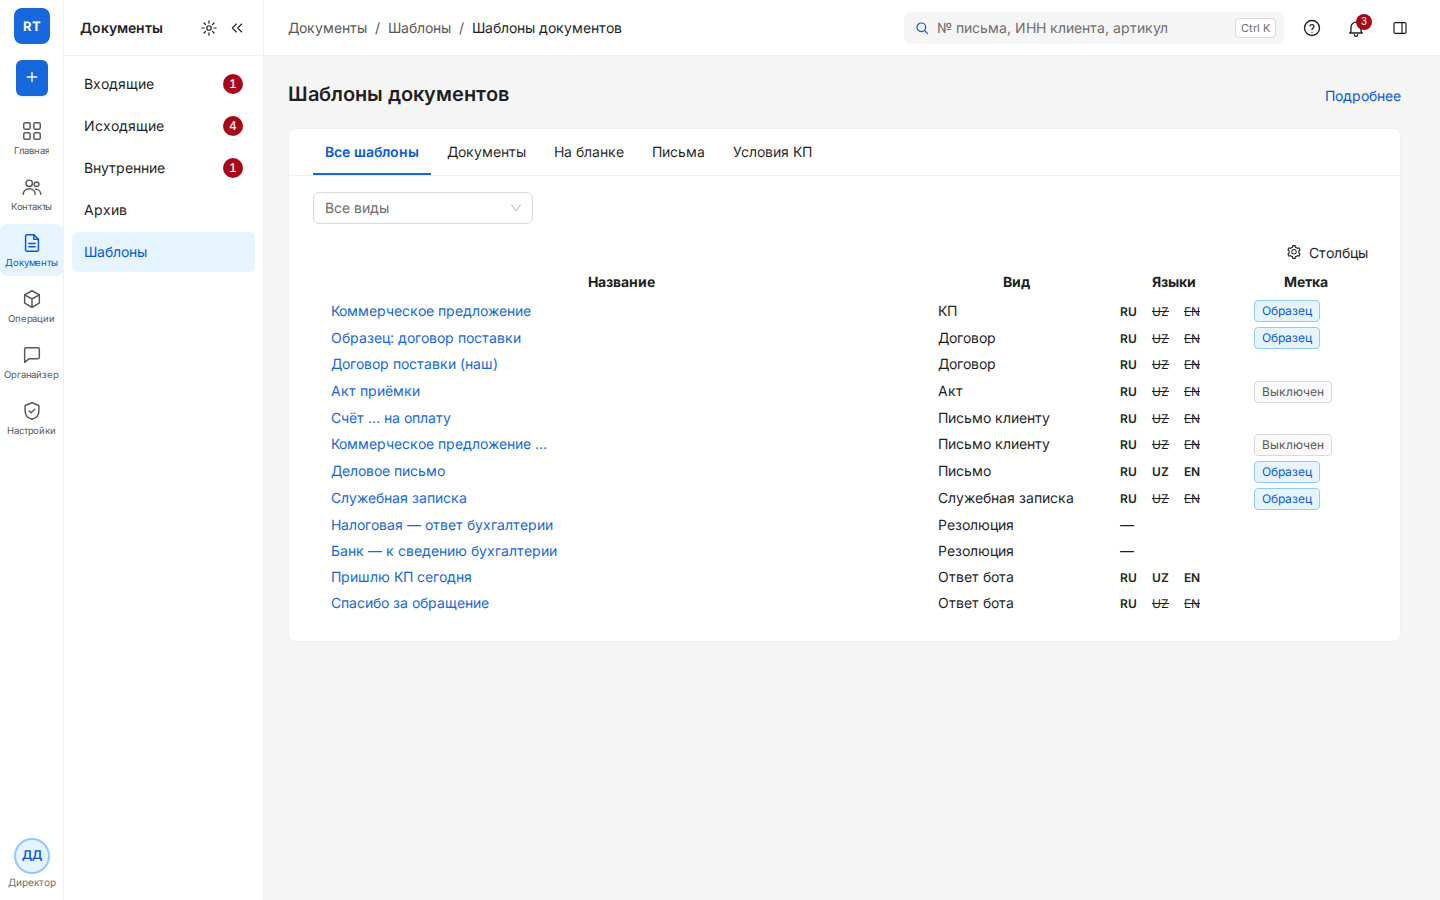 RT
Документы
Документы / Шаблоны / Шаблоны документов
№ письма, ИНН клиента, артикул
Ctrl K
3
+
Главная
Контакты
Документы
Операции
Органайзер
Настройки
ДД
Директор
Входящие 1
Исходящие 4
Внутренние 1
Архив
Шаблоны
Шаблоны документов
Подробнее
Все шаблоны Документы На бланке Письма Условия КП
Все виды
Столбцы
Название Вид Языки Метка
Коммерческое предложение КП RU UZ EN Образец
Образец: договор поставки Договор RU UZ EN Образец
Договор поставки (наш) Договор RU UZ EN
Акт приёмки Акт RU UZ EN Выключен
Счёт ... на оплату Письмо клиенту RU UZ EN
Коммерческое предложение ... Письмо клиенту RU UZ EN Выключен
Деловое письмо Письмо RU UZ EN Образец
Служебная записка Служебная записка RU UZ EN Образец
Налоговая — ответ бухгалтерии Резолюция —
Банк — к сведению бухгалтерии Резолюция —
Пришлю КП сегодня Ответ бота RU UZ EN
Спасибо за обращение Ответ бота RU UZ EN